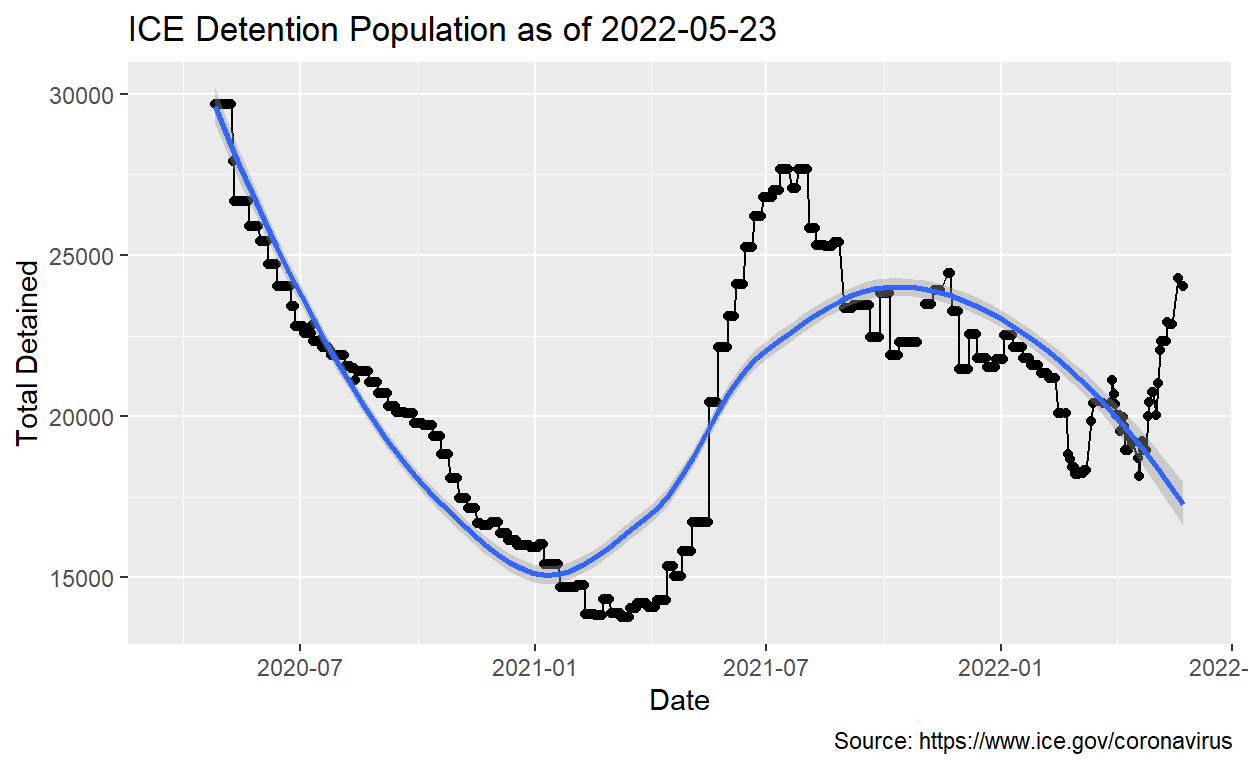 ICE Detention Population as of 2022-05-23
30000
25000
20000
15000
Total Detained
2020-07
2021-01
2021-07
2022-01
2022-
Date
Source: https://www.ice.gov/coronavirus